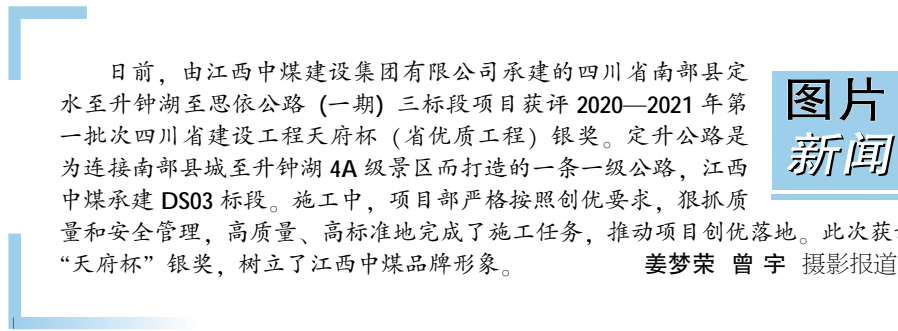 日前，由江西中煤建设集团有限公司承建的四川省南部县定
水至升钟湖至思依公路 (一期) 三标段项目获评 2020—2021 年第
一批次四川省建设工程天府杯（省优质工程）银奖。定升公路是
为连接南部县城至升钟湖 4A 级景区而打造的一条一级公路，江西
中煤承建 DS03 标段。施工中，项目部严格按照创优要求，狠抓质
量和安全管理，高质量、高标准地完成了施工任务，推动项目创优落地。此次获
“天府杯”银奖，树立了江西中煤品牌形象。 姜梦荣 曾 宇 摄影报道
图片
新闻